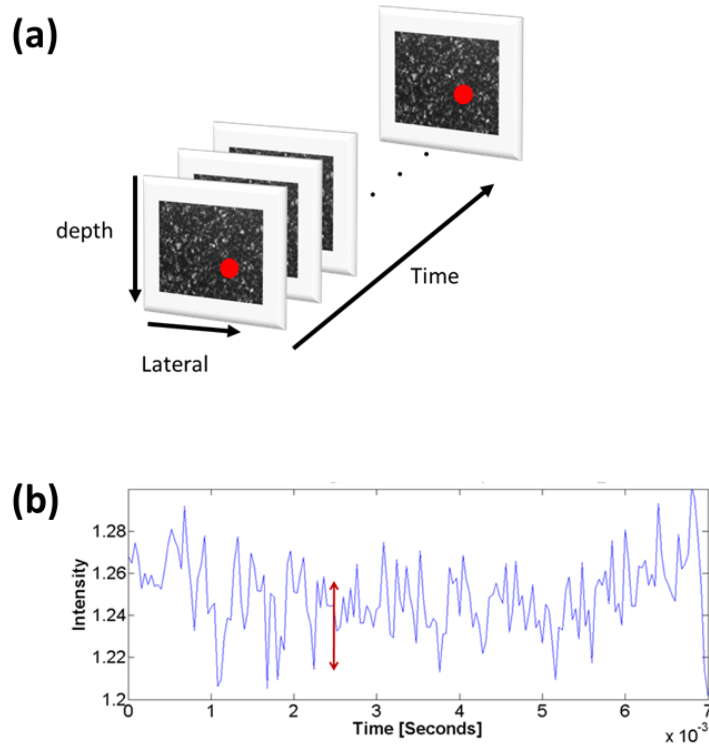 (a)
depth
Lateral
Time
(b)
Intensity
1.28
1.26
1.24
1.22
1.2
0 1 2 3 4 5 6 7
Time [Seconds]
x 10-3